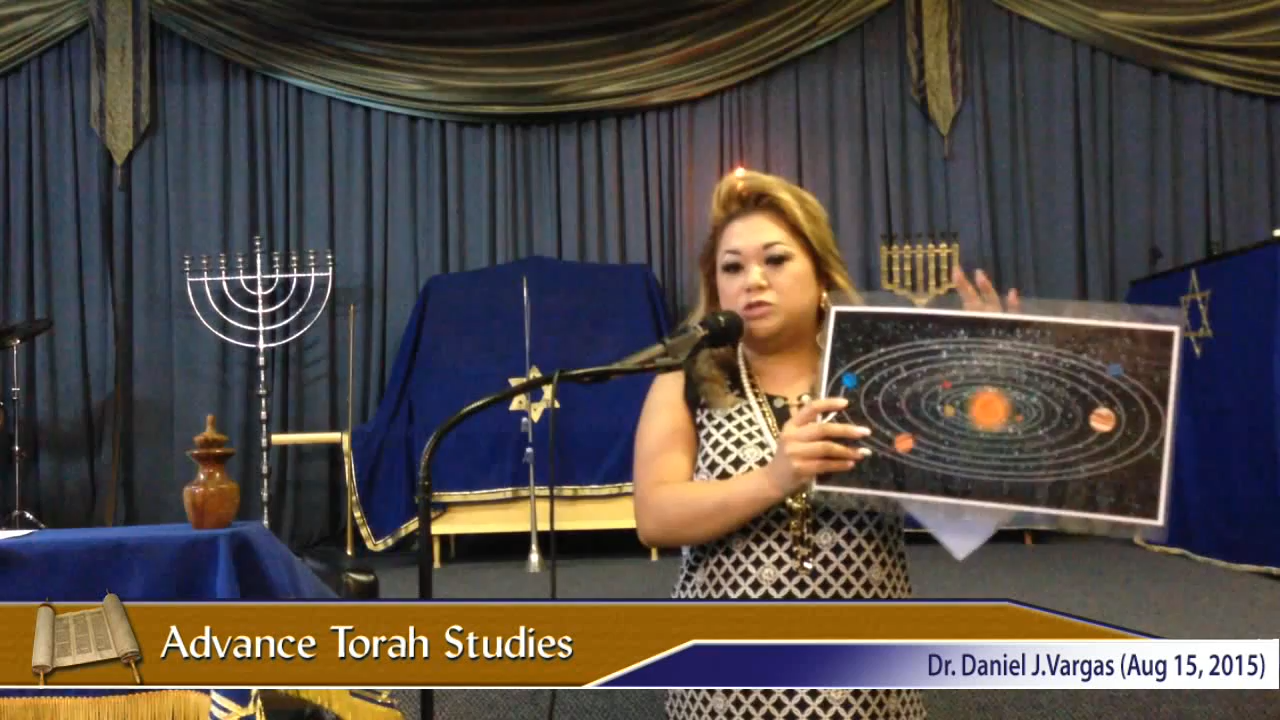 Advance Torah Studies
Dr. Daniel J.Vargas (Aug 15, 2015)